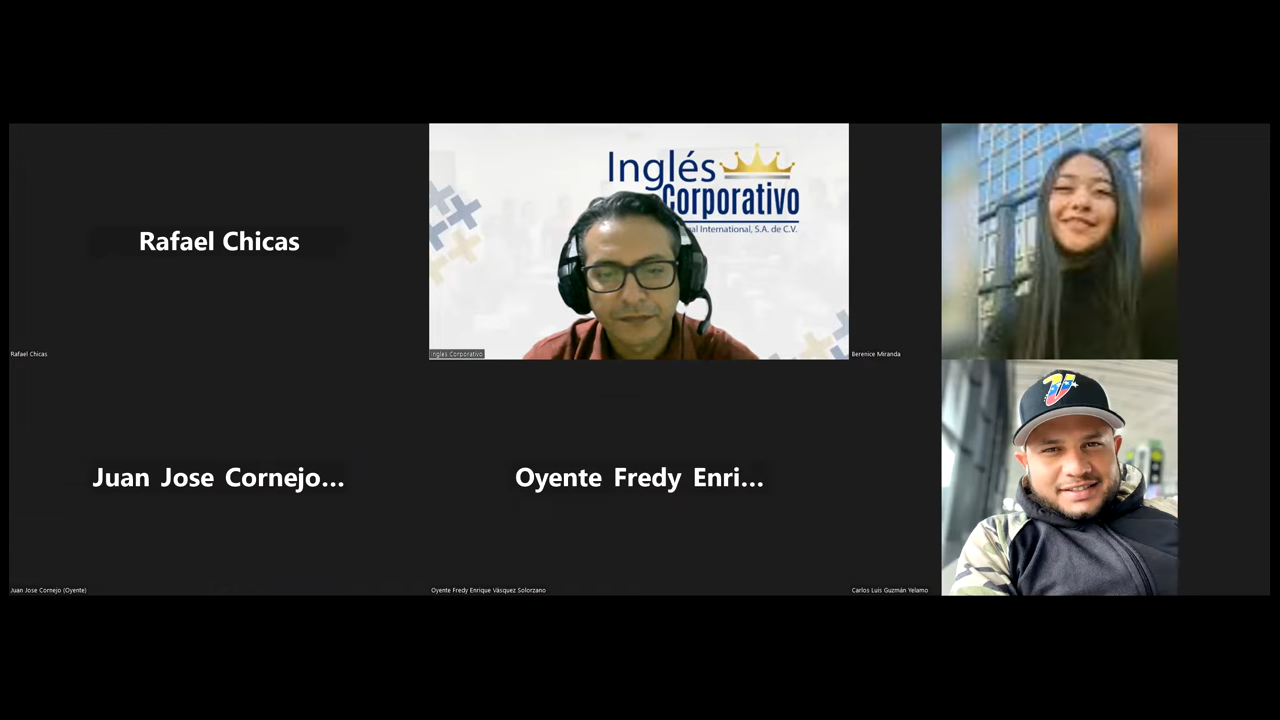 Rafael Chicas
Rafael Chicas
Inglés
Corporativo
al International, S.A. de C.V.
Inglés Corporativo
Berenice Miranda
Juan Jose Cornejo...
Juan Jose Cornejo (Oyente)
Oyente Fredy Enri...
Oyente Fredy Enrique Vásquez Solorzano
V
Carlos Luis Guzmán Yelamo